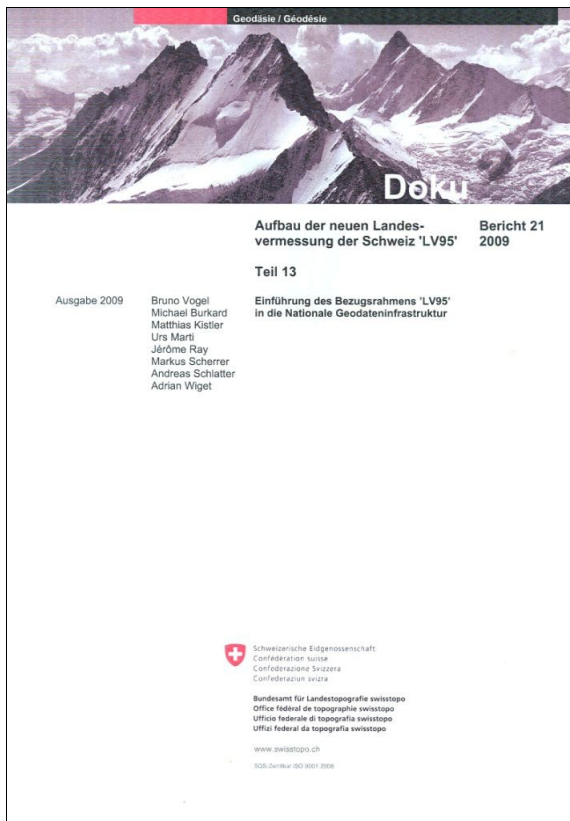 Geodäsie / Géodésie
Doku
Aufbau der neuen Landes-
vermessung der Schweiz 'LV95'
Bericht 21
2009
Teil 13
Ausgabe 2009
Bruno Vogel
Michael Burkard
Matthias Kistler
Urs Marti
Jérôme Ray
Markus Scherrer
Andreas Schlatter
Adrian Wiget
Einführung des Bezugsrahmens 'LV95'
in die Nationale Geodateninfrastruktur
Schweizerische Eidgenossenschaft
Confédération suisse
Confederazione Svizzera
Confederaziun svizra
Bundesamt für Landestopografie swisstopo
Office fédéral de topographie swisstopo
Ufficio federale di topografia swisstopo
Uffizi federal da topografia swisstopo
www.swisstopo.ch
SQS-Zertifikat ISO 9001:2008